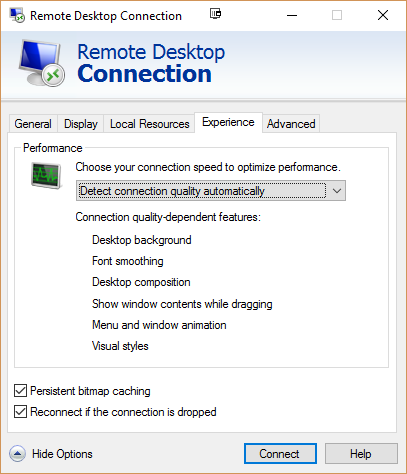 Remote Desktop Connection
Remote Desktop
Connection
General Display Local Resources Experience Advanced
Performance
Choose your connection speed to optimize performance.
Detect connection quality automatically
Connection quality-dependent features:
Desktop background
Font smoothing
Desktop composition
Show window contents while dragging
Menu and window animation
Visual styles
Persistent bitmap caching
Reconnect if the connection is dropped
Hide Options Connect Help